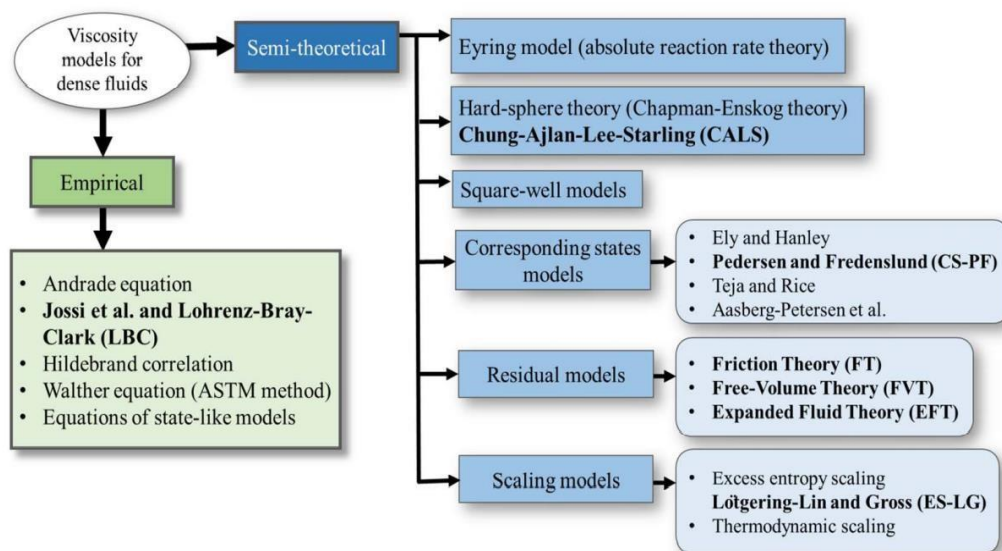 Viscosity
models for
dense fluids
Semi-theoretical
Empirical
• Andrade equation
• Jossi et al. and Lohrenz-Bray-
Clark (LBC)
• Hildebrand correlation
• Walther equation (ASTM method)
• Equations of state-like models
Eyring model (absolute reaction rate theory)
Hard-sphere theory (Chapman-Enskog theory)
Chung-Ajlan-Lee-Starling (CALS)
Square-well models
Corresponding states
models
• Ely and Hanley
• Pedersen and Fredenslund (CS-PF)
• Teja and Rice
• Aasberg-Petersen et al.
Residual models
• Friction Theory (FT)
• Free-Volume Theory (FVT)
• Expanded Fluid Theory (EFT)
Scaling models
• Excess entropy scaling
Lötgering-Lin and Gross (ES-LG)
• Thermodynamic scaling